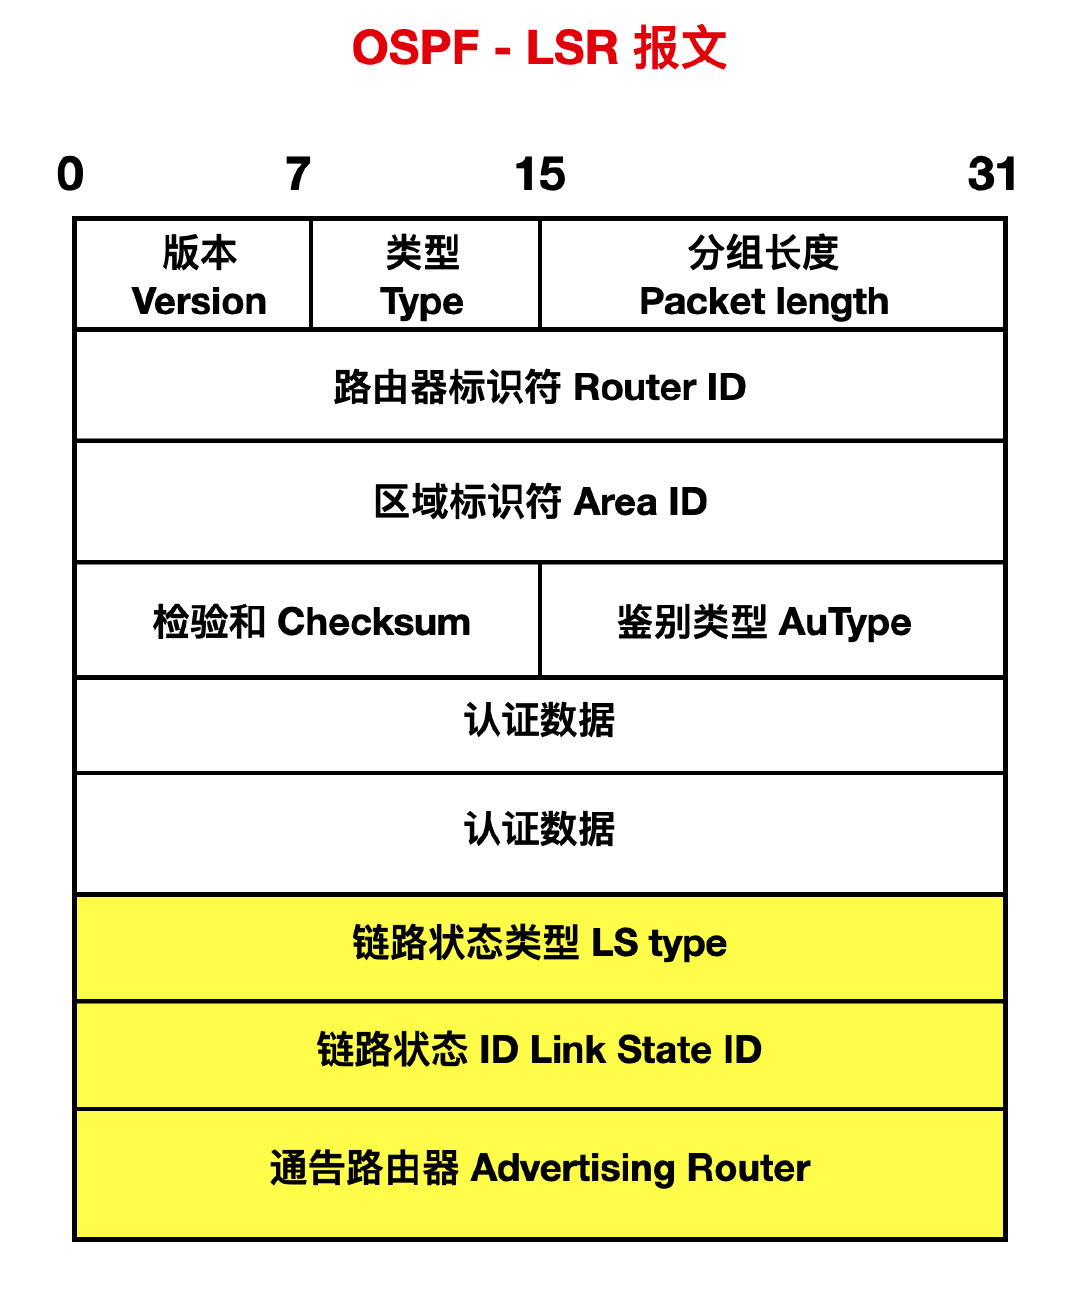 OSPF - LSR 报文
0 7 15 31
版本 类型 分组长度
Version Type Packet length
路由器标识符 Router ID
区域标识符 Area ID
检验和 Checksum 鉴别类型 AuType
认证数据
认证数据
链路状态类型 LS type
链路状态 ID Link State ID
通告路由器 Advertising Router